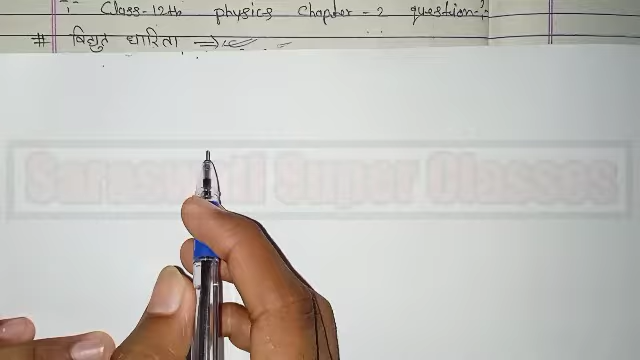 :- Class-12th physics Chapter-2 question-:
# विद्युत धारिता ⇒
Saraswati Super Classes